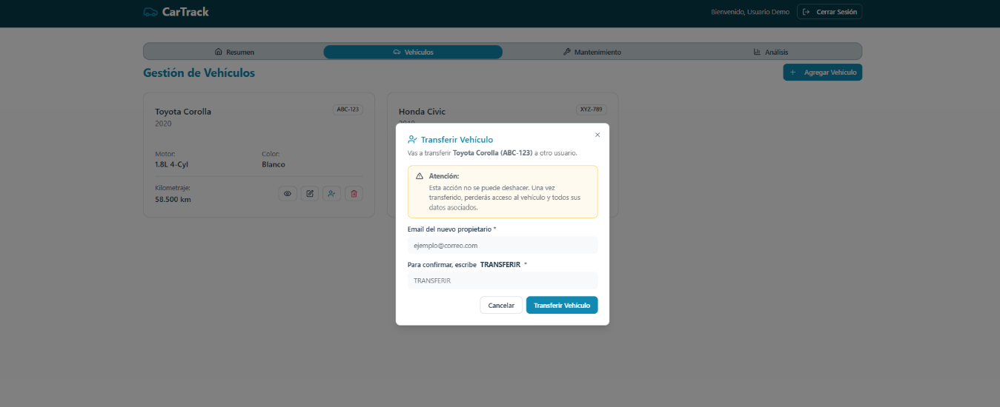 CarTrack
Bienvenido, Usuario Demo
Cerrar Sesión
Resumen
Vehículos
Mantenimiento
Análisis
Gestión de Vehículos
Agregar Vehículo
Toyota Corolla
ABC-123
2020
Motor:
Color:
1.8L 4-Cyl
Blanco
Kilometraje:
58.500 km
Honda Civic
XYZ-789
Transferir Vehículo
Vas a transferir Toyota Corolla (ABC-123) a otro usuario.
Atención:
Esta acción no se puede deshacer. Una vez
transferido, perderás acceso al vehículo y todos sus
datos asociados.
Email del nuevo propietario *
ejemplo@correo.com
Para confirmar, escribe TRANSFERIR *
TRANSFERIR
Cancelar
Transferir Vehículo